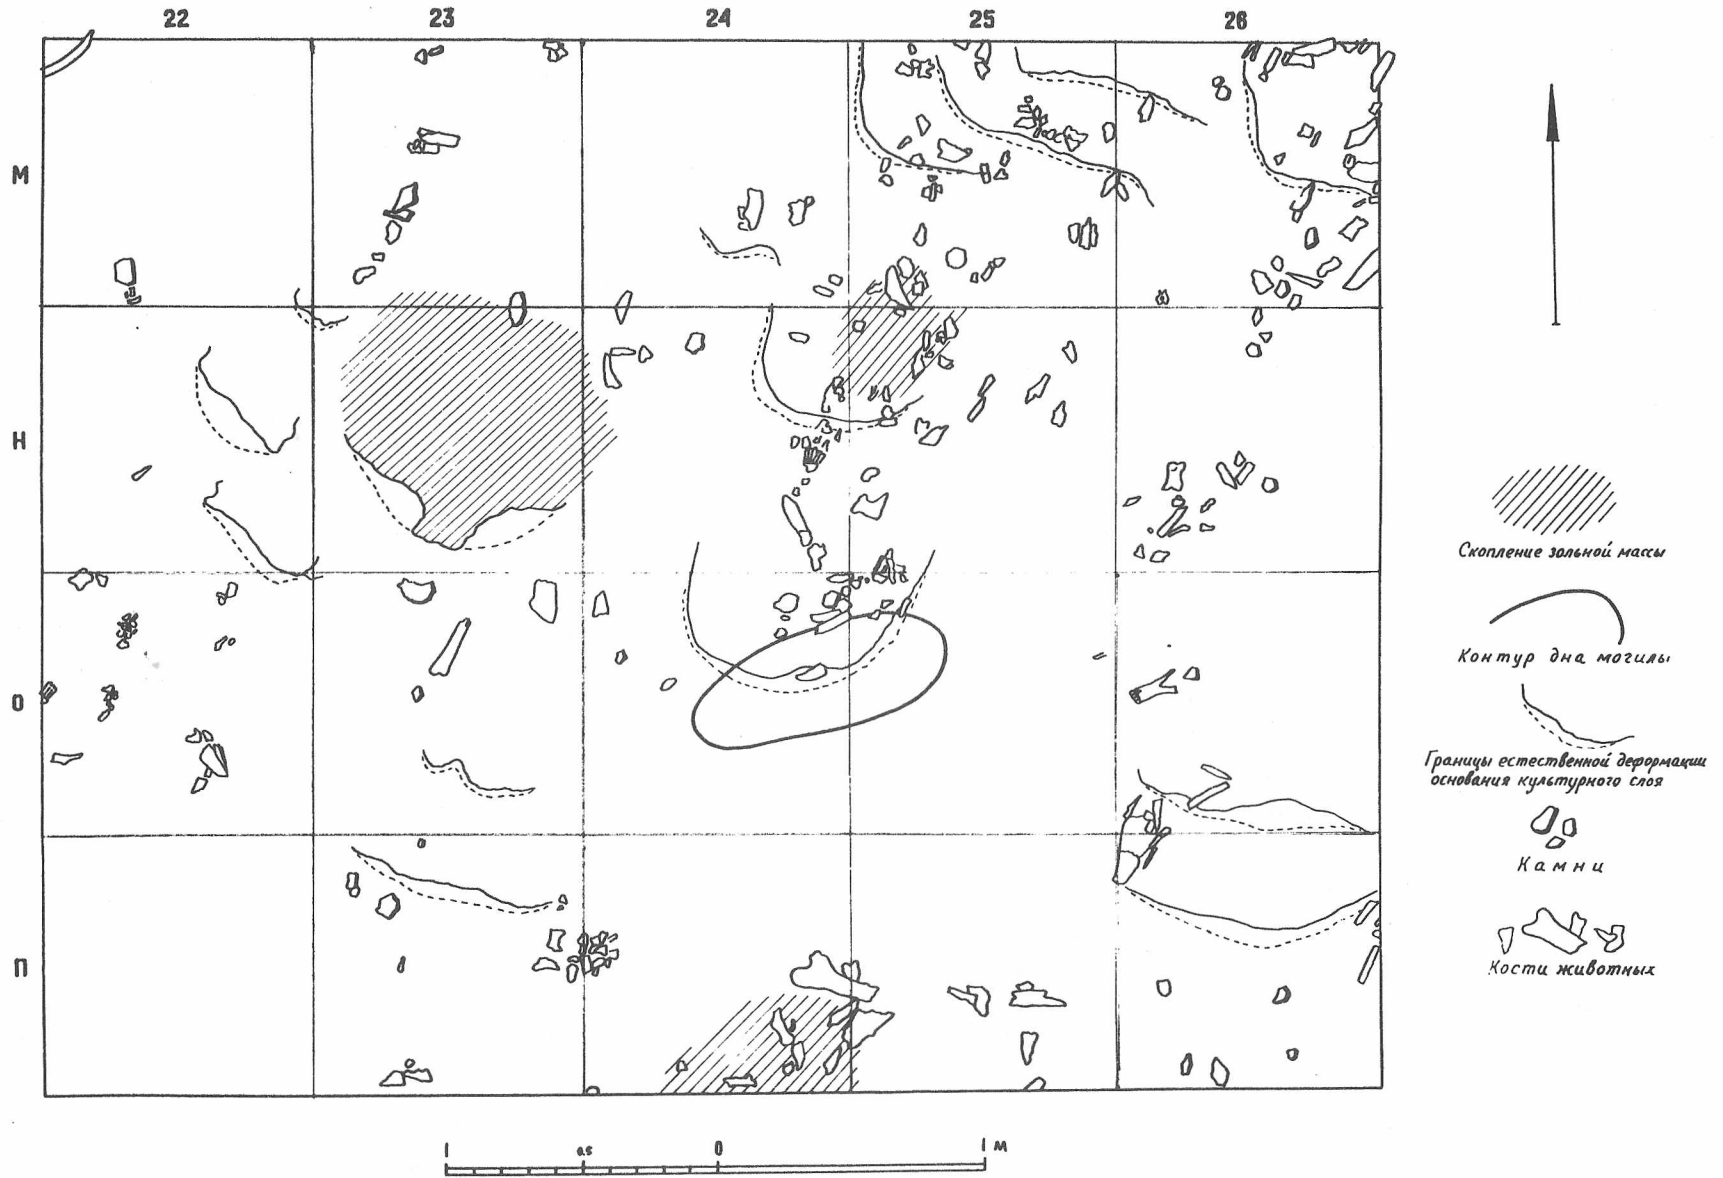 22 23 24 25 26
М
Н
О
П
Скопление зольной массы
Контур дна могилы
Границы естественной деформации
основания культурного слоя
Камни
Кости животных
1 0.5 0 1 м